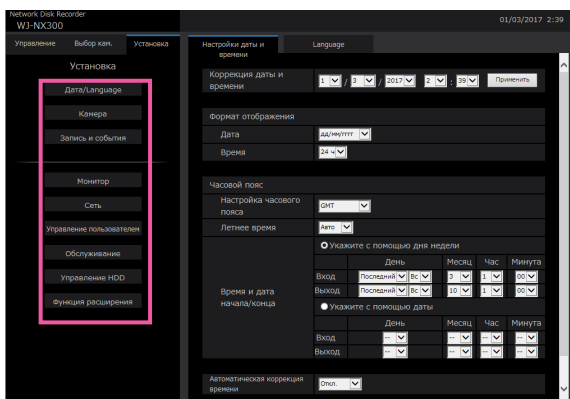 Network Disk Recorder
WJ-NX300
01/03/2017 2:39
Управление Выбор кам. Установка
Установка
Дата/Language
Камера
Запись и события
Монитор
Сеть
Управление пользователем
Обслуживание
Управление HDD
Функция расширения
Настройки даты и
времени
Language
Коррекция даты и
времени
1 / 3 / 2017 2 : 39 Применить
Формат отображения
Дата дд/мм/гггг
Время 24 ч
Часовой пояс
Настройка часового
пояса
GMT
Летнее время Авто
Время и дата
начала/конца
Укажите с помощью дня недели
День Месяц Час Минута
Вход Последний Вс 3 1 00
Выход Последний Вс 10 1 00
Укажите с помощью даты
День Месяц Час Минута
Вход -- -- -- --
Выход -- -- -- --
Автоматическая коррекция
времени
Откл.